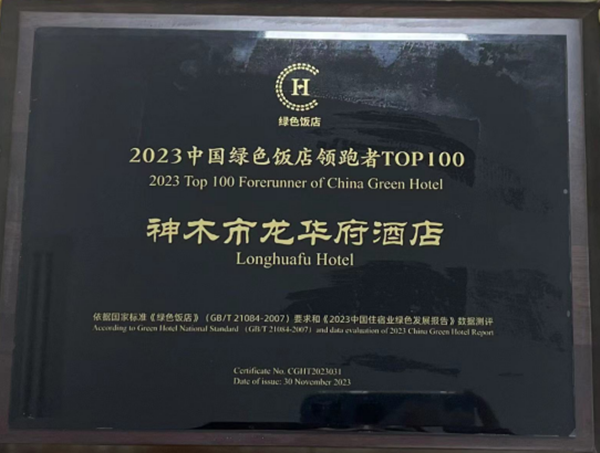 H
绿色饭店
2023中国绿色饭店领跑者TOP100
2023 Top 100 Forerunner of China Green Hotel
神木市龙华府酒店
Longhuafu Hotel
依据国家标准《绿色饭店》（GB/T 21084-2007）要求和《2023中国住宿业绿色发展报告》数据测评
According to Green Hotel National Standard （GB/T 21084-2007）and data evaluation of 2023 China Green Hotel Report
Certificate No. CGHT2023031
Date of issue: 30 November 2023